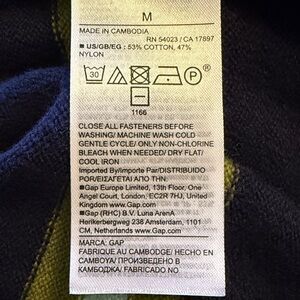 M
MADE IN CAMBODIA
RN 54023 / CA 17897
■ US/GB/EG : 53% COTTON, 47%
NYLON
30
P
1166
CLOSE ALL FASTENERS BEFORE
WASHING/ MACHINE WASH COLD
GENTLE CYCLE/ ONLY NON-CHLORINE
BLEACH WHEN NEEDED/ DRY FLAT/
COOL IRON
Imported By/Importe Par/DISTRIBUIDO
POR/ΕΙΣΑΓΕΤΑΙ ΑΠΟ ΤΗΝ
■Gap Europe Limited, 13th Floor, One
Angel Court, London, EC2R 7HJ, United
Kingdom, www.Gap.com
■Gap (RHC) B.V. Luna ArenA
Herikerbergweg 238 Amsterdam, 1101
CM, Netherlands www.Gap.com
MARCA: GAP
FABRIQUE AU CAMBODGE/ HECHO EN
CAMBOYA/ ПРОИЗВЕДЕНО В
КАМБОДЖА/ FABRICADO NO